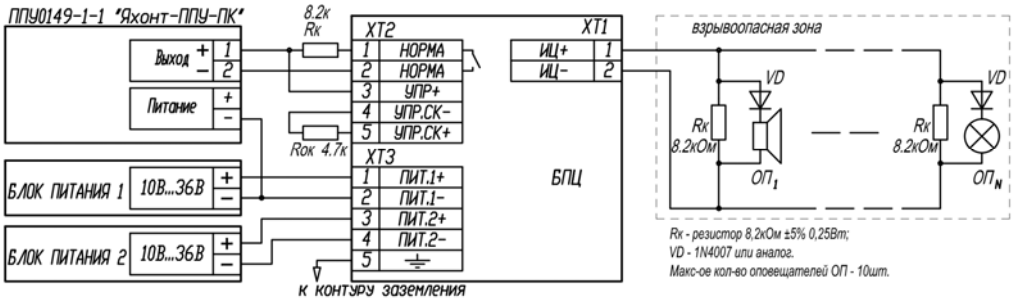 ППУ0149-1-1 "Яхонт-ППУ-ПК"
Выход + 1
− 2
Питание +
−
БЛОК ПИТАНИЯ 1 10В...36В +
−
БЛОК ПИТАНИЯ 2 10В...36В +
−
8.2к
Rк
Rок 4.7к
XT2
1 НОРМА
2 НОРМА
3 УПР+
4 УПР.СК-
5 УПР.СК+
XT3
1 ПИТ.1+
2 ПИТ.1-
3 ПИТ.2+
4 ПИТ.2-
5
к контуру заземления
БПЦ
XT1
ИЦ+ 1
ИЦ- 2
взрывоопасная зона
VD
Rк
8.2кОм
ОП1
VD
Rк
8.2кОм
ОПN
Rк - резистор 8,2кОм ±5% 0,25Вт;
VD - 1N4007 или аналог.
Макс-ое кол-во оповещателей ОП - 10шт.